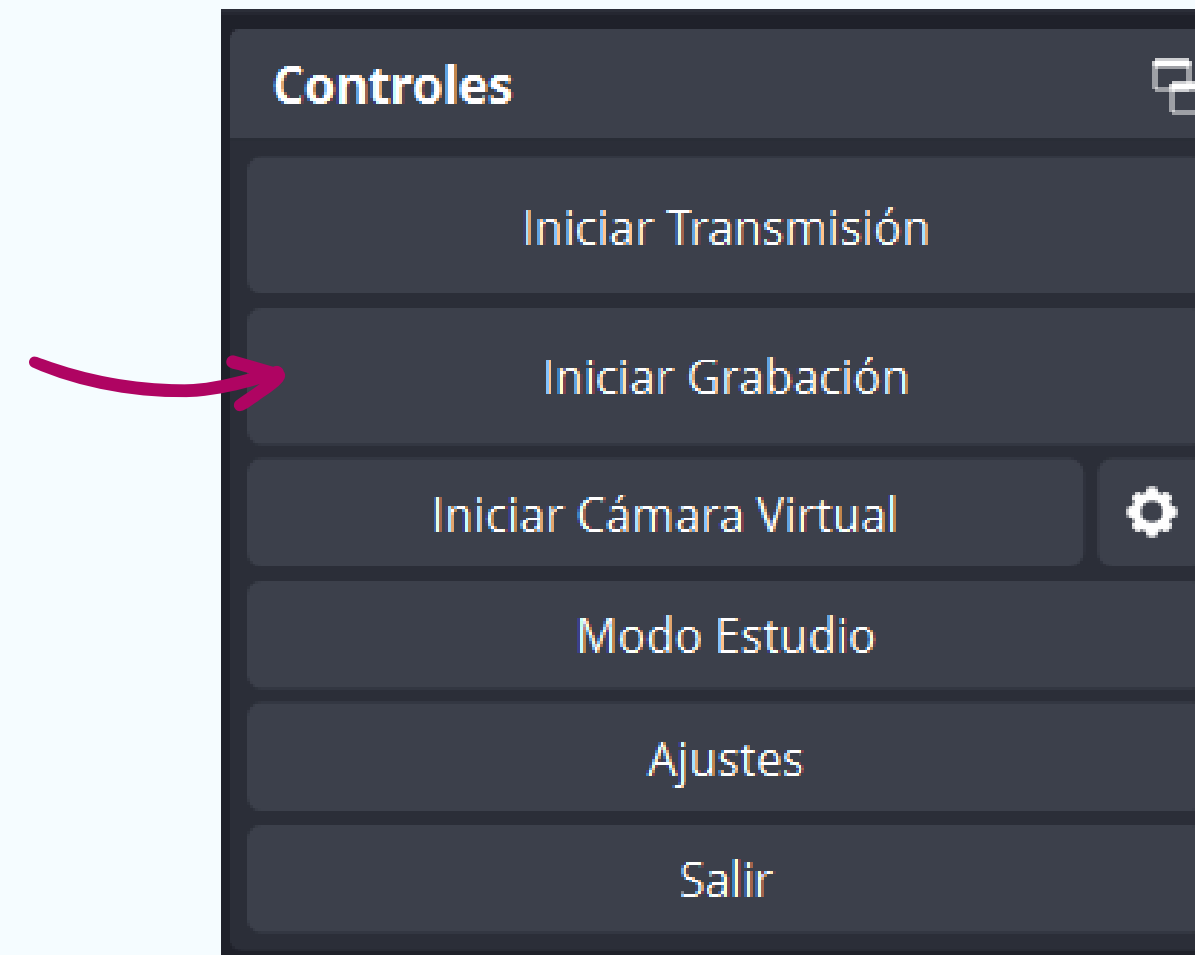 Controles
Iniciar Transmisión
Iniciar Grabación
Iniciar Cámara Virtual
Modo Estudio
Ajustes
Salir